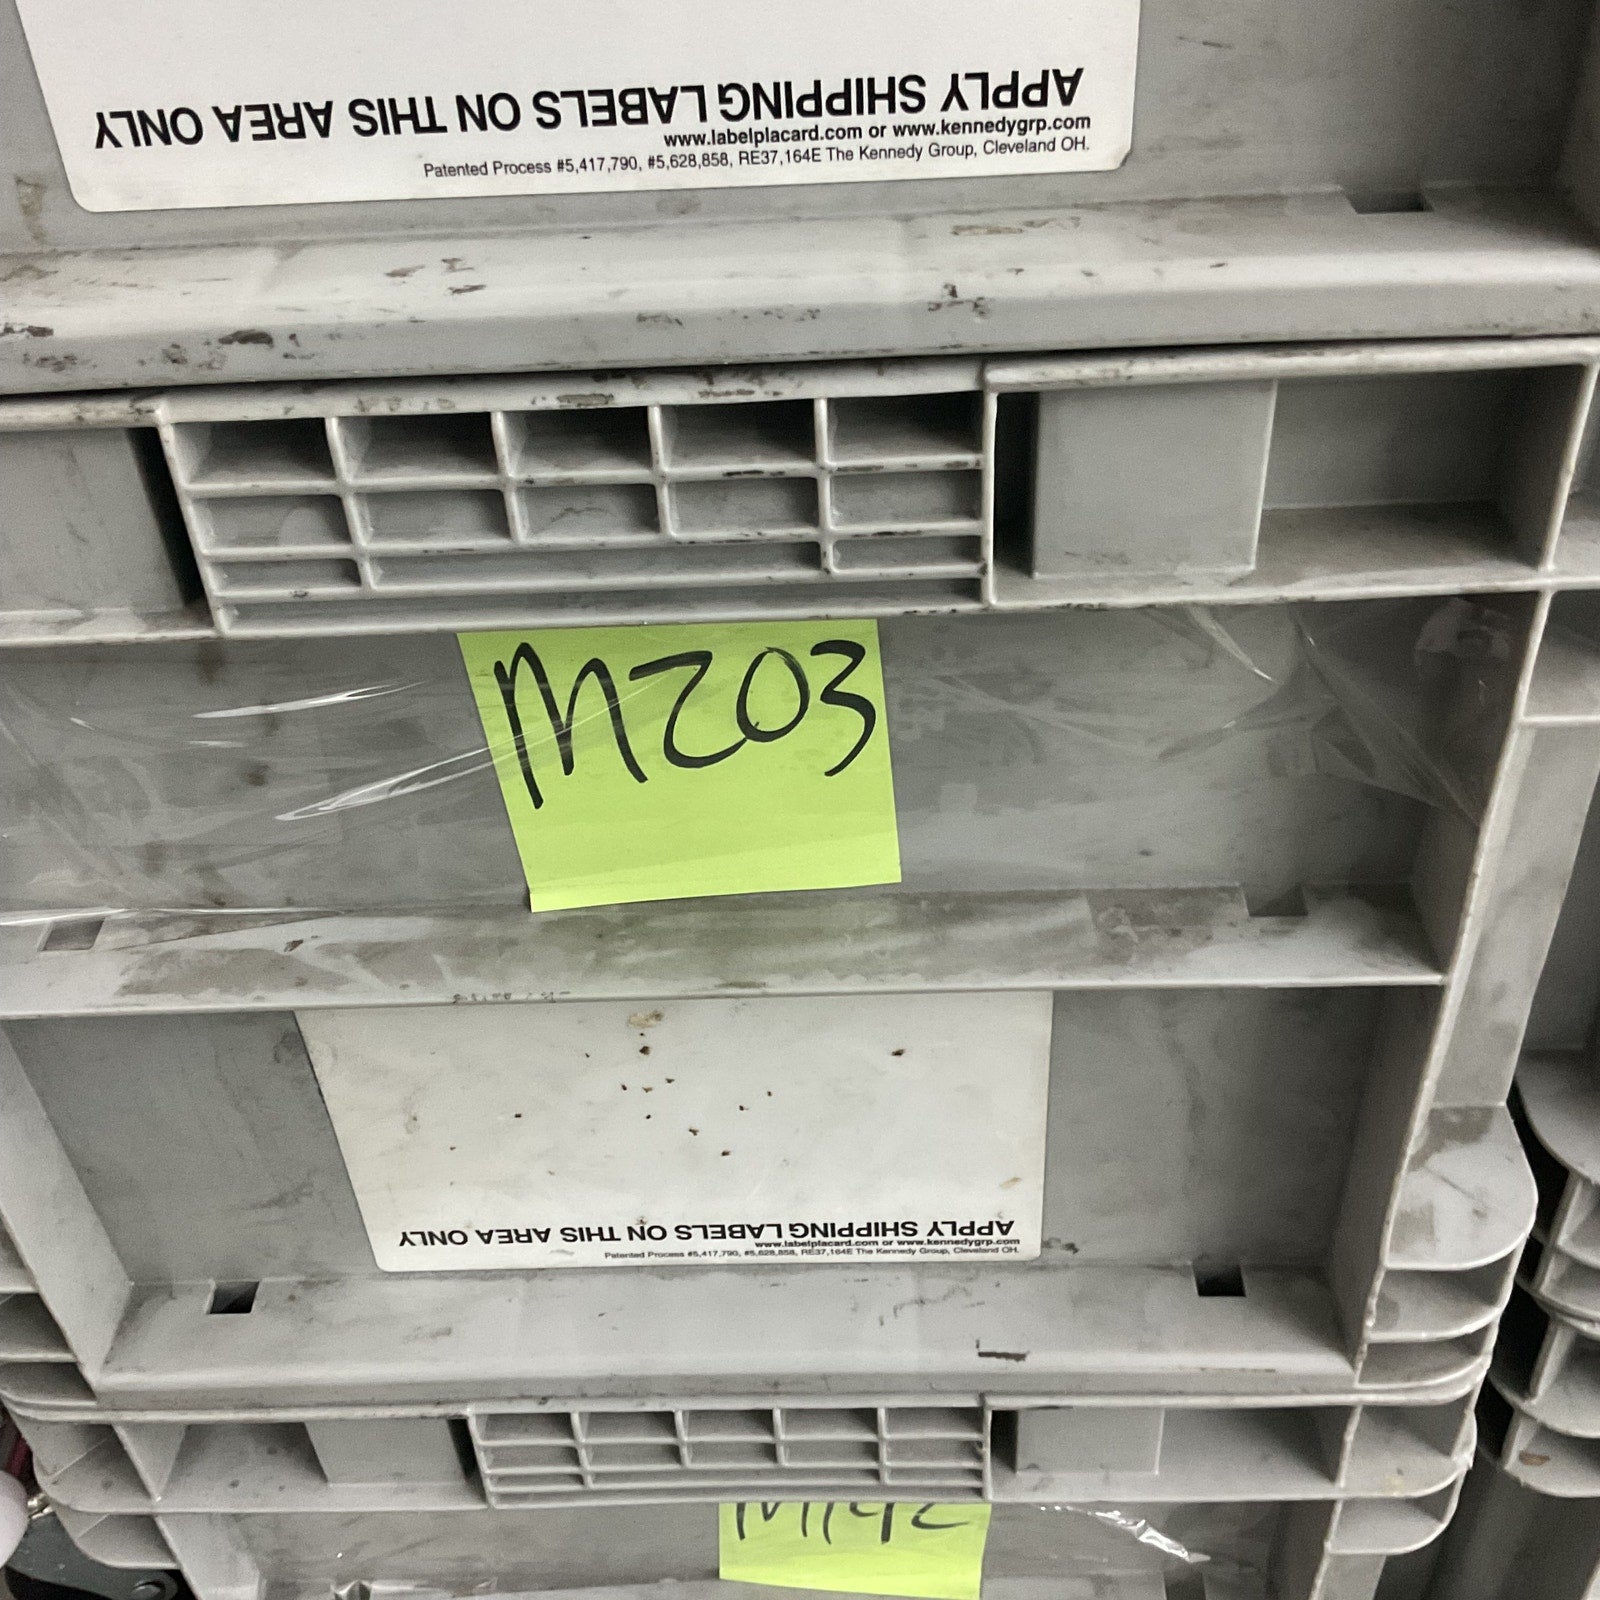 APPLY SHIPPING LABELS ON THIS AREA ONLY
www.labelplacard.com or www.kennedygrp.com
Patented Process #5,417,790, #5,628,858, RE37,164E The Kennedy Group, Cleveland OH.
M203
APPLY SHIPPING LABELS ON THIS AREA ONLY
www.labelplacard.com or www.kennedygrp.com
Patented Process #5,417,790, #5,628,858, RE37,164E The Kennedy Group, Cleveland OH.
M142